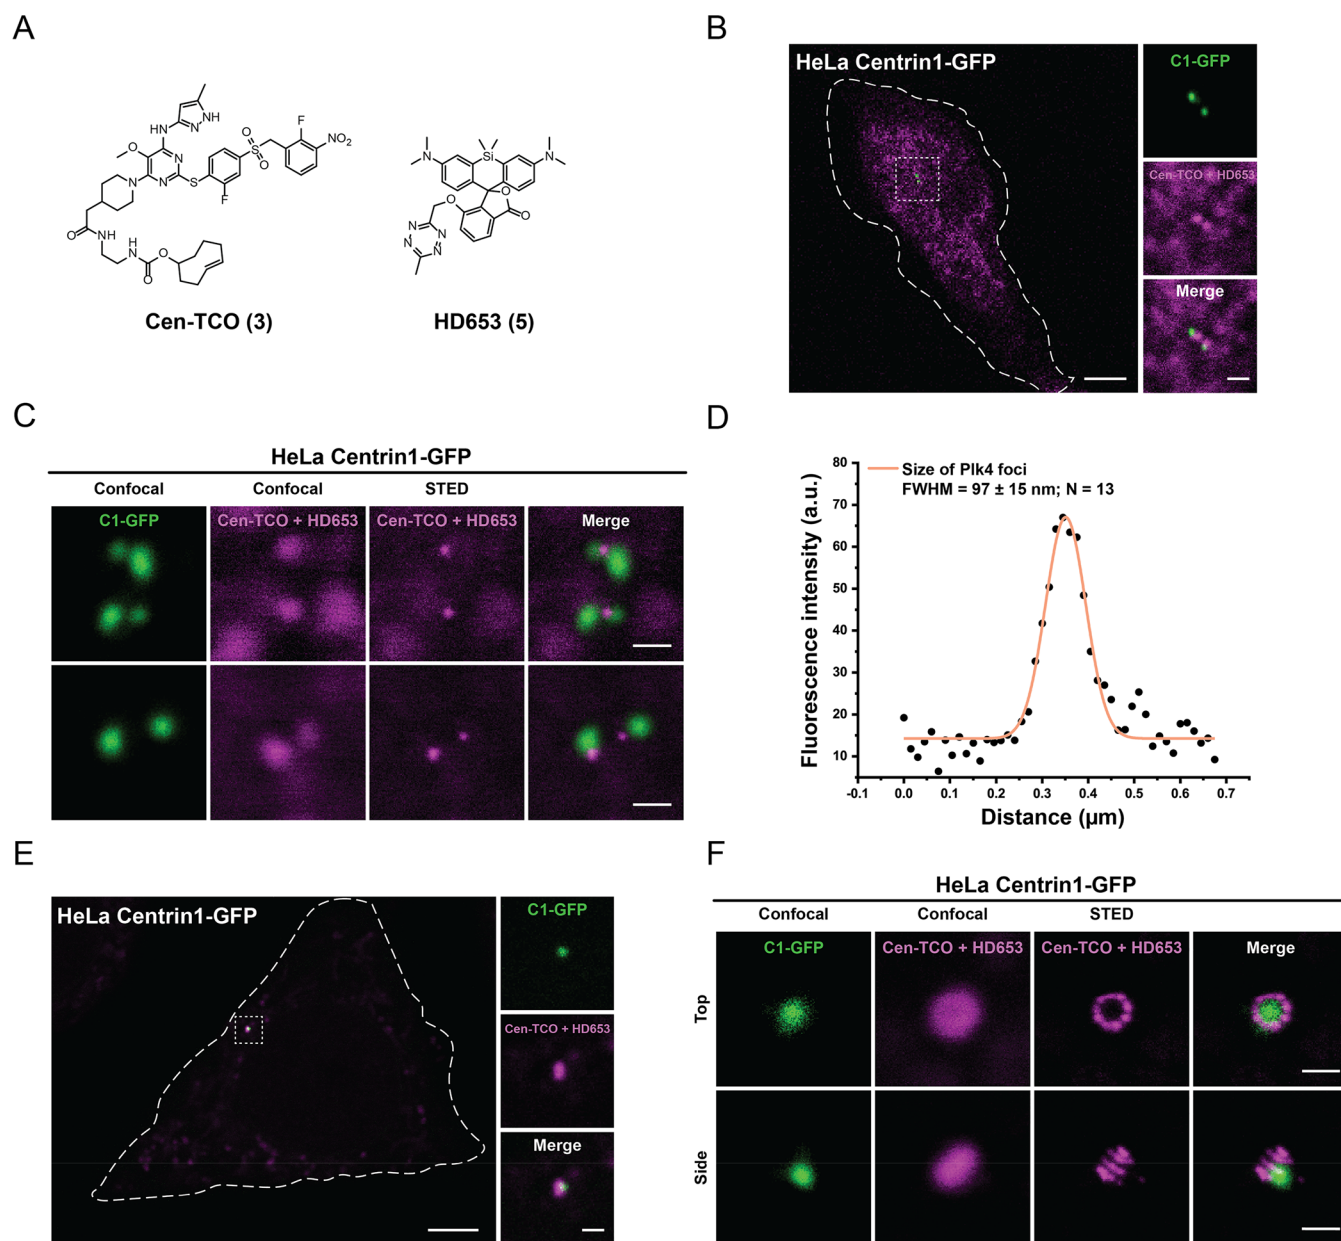 A
CH
HN
N
NH
O
N
N
N
S
F
O
S
O
F
NO₂
O
N
H
H
N
O
O
Cen-TCO (3)
N
Si
N
O
O
O
N
N
N
N
HD653 (5)
B
HeLa Centrin1-GFP
C1-GFP
Cen-TCO + HD653
Merge
C
HeLa Centrin1-GFP
Confocal
Confocal
STED
C1-GFP
Cen-TCO + HD653
Cen-TCO + HD653
Merge
D
Size of Plk4 foci
FWHM = 97 ± 15 nm; N = 13
Fluorescence intensity (a.u.)
80
70
60
50
40
30
20
10
-0.1
0.0
0.1
0.2
0.3
0.4
0.5
0.6
0.7
Distance (µm)
E
HeLa Centrin1-GFP
C1-GFP
Cen-TCO + HD653
Merge
F
HeLa Centrin1-GFP
Confocal
Confocal
STED
C1-GFP
Cen-TCO + HD653
Cen-TCO + HD653
Merge
Top
Side